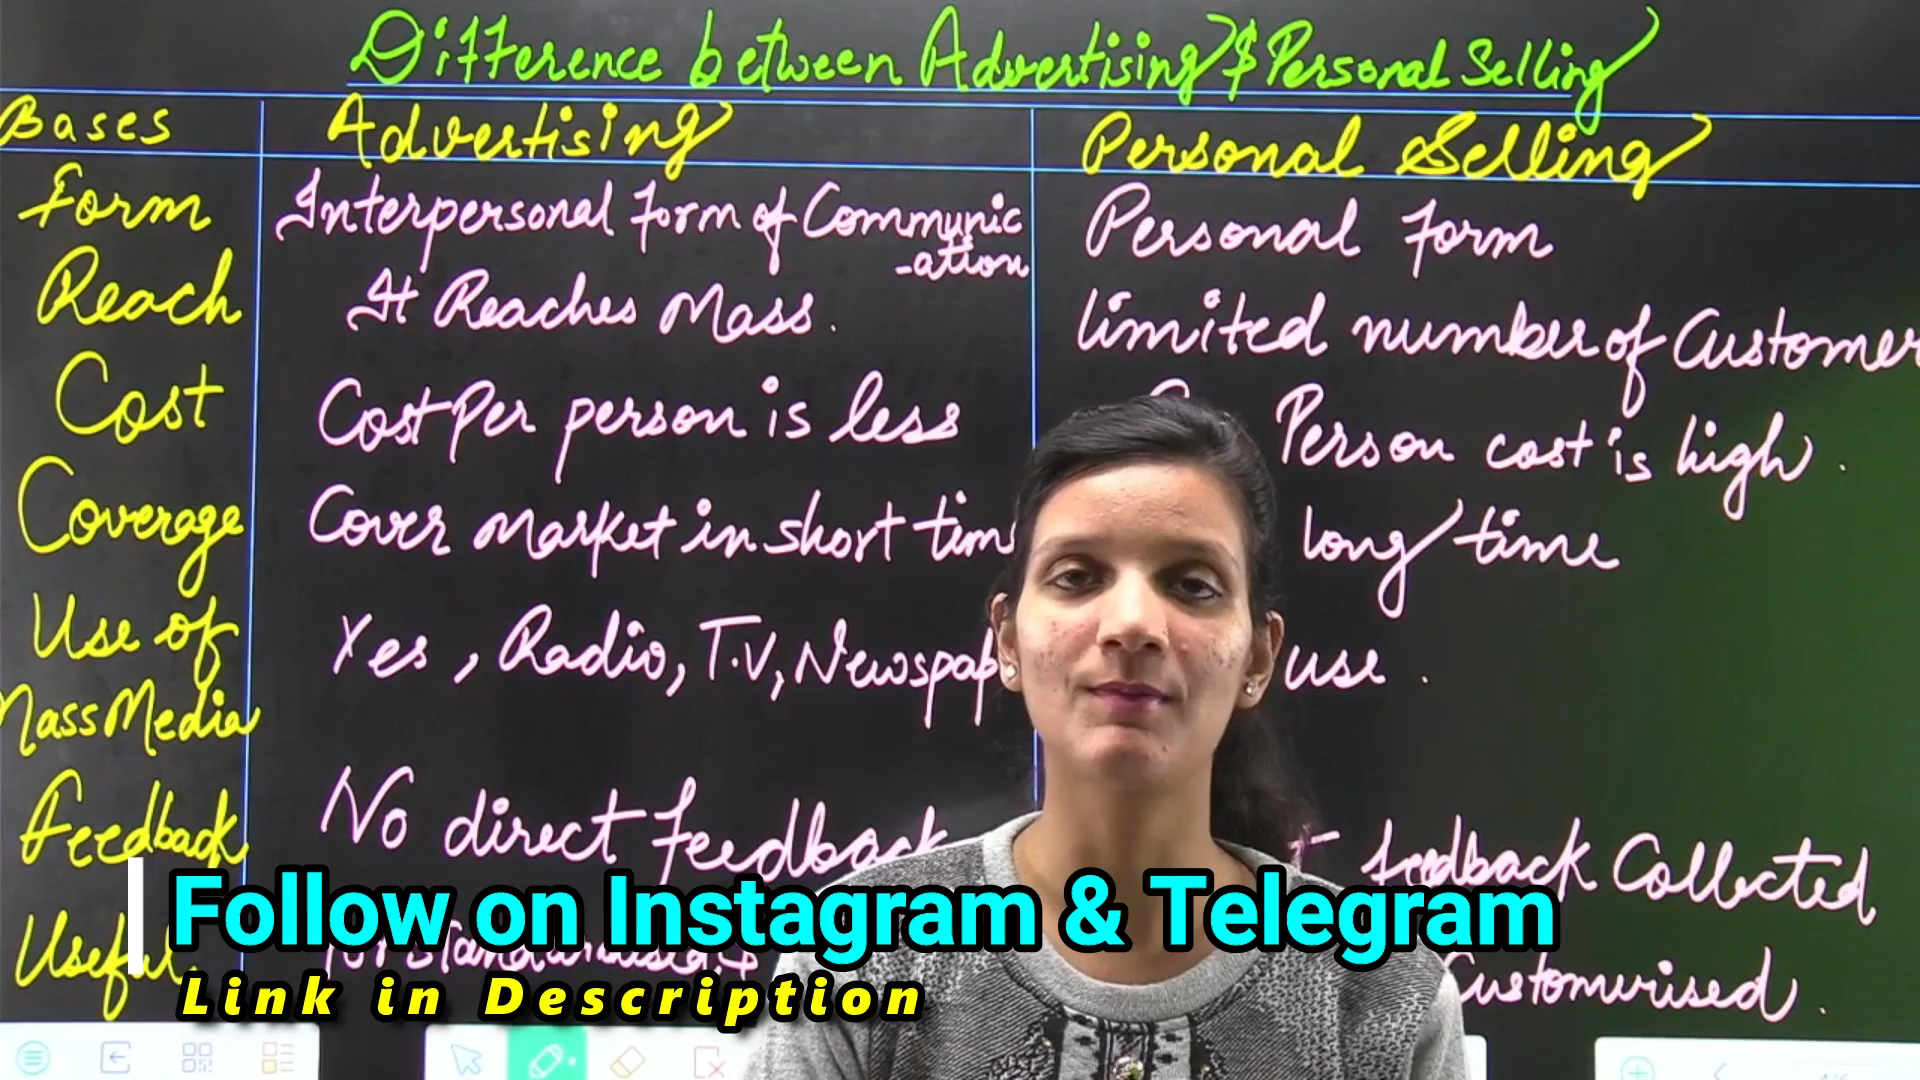 Difference between Advertising & Personal Selling
Bases Advertising Personal Selling
Form Interpersonal form of Communic
-ation Personal form
Reach It Reaches Mass. limited number of Customer
Cost Cost Per person is less Person cost is high.
Coverage Cover market in short tim long time
Use of
Mass Media Yes, Radio, T.V, Newspap use.
Feedback No direct feedback feedback Collected
Follow on Instagram & Telegram
Useful Customerised.
Link in Description